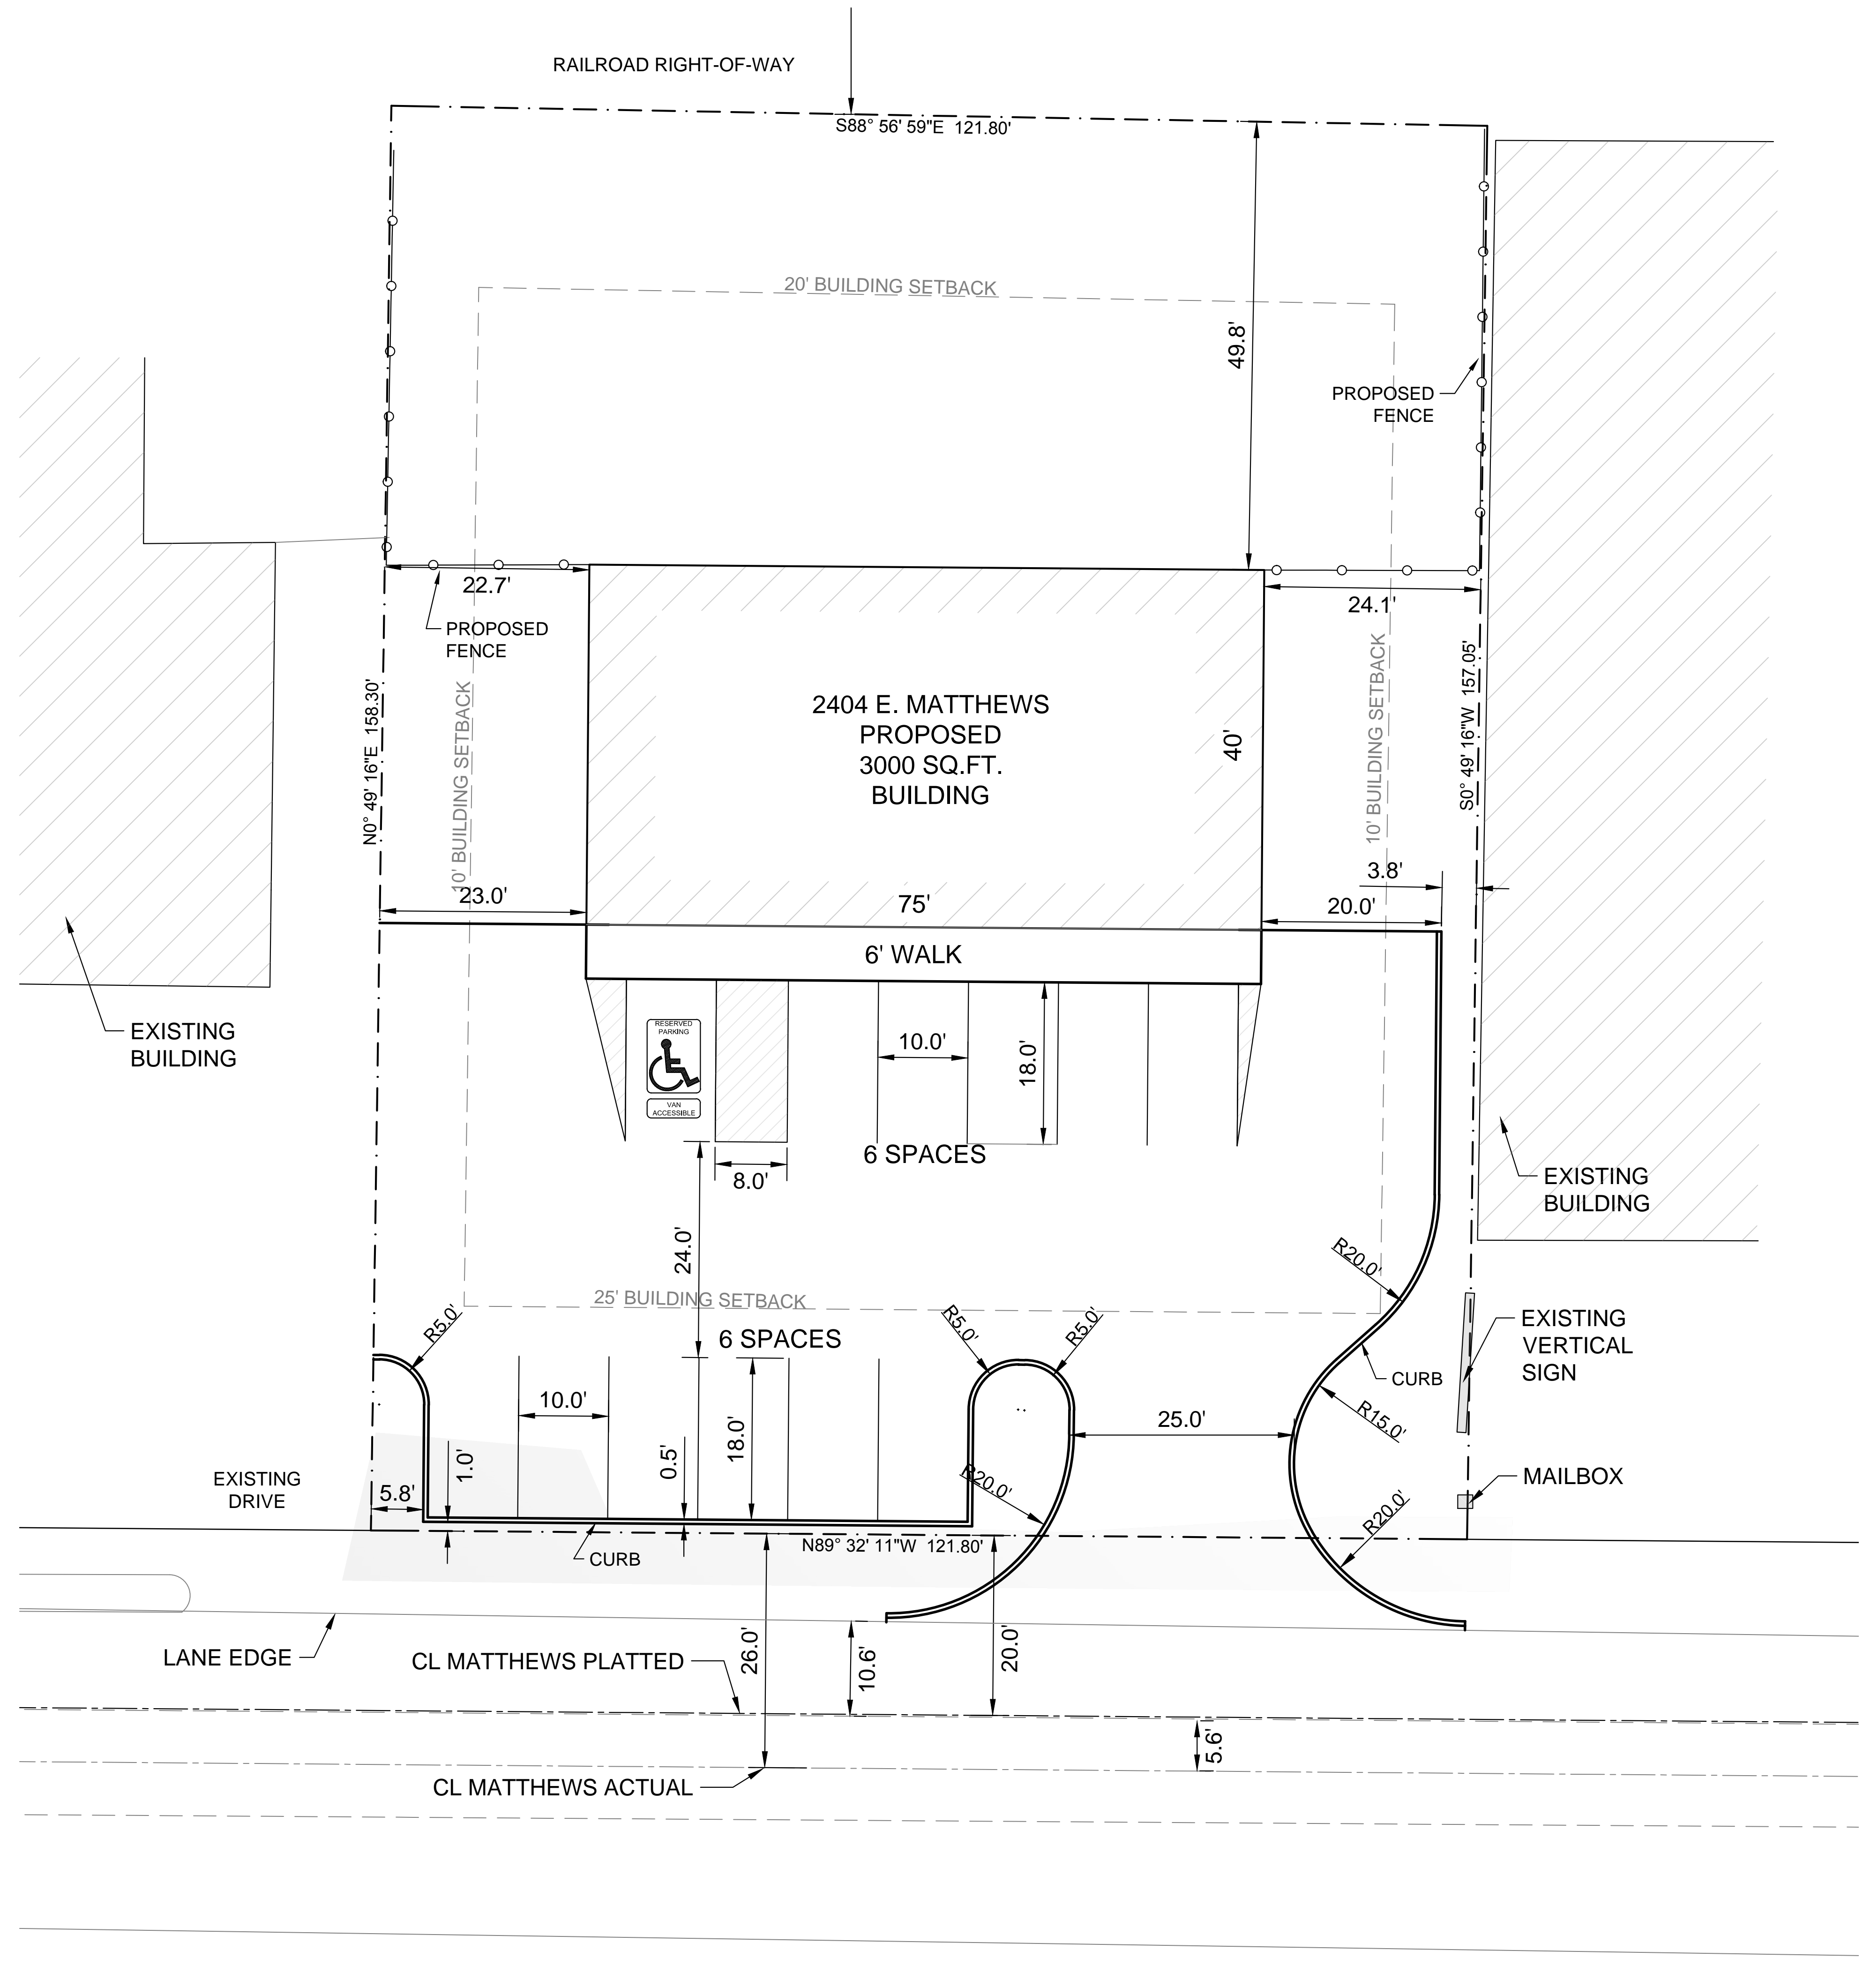 RAILROAD RIGHT-OF-WAY
S88° 56' 59"E 121.80'
20' BUILDING SETBACK
49.8'
PROPOSED
FENCE
22.7'
24.1'
PROPOSED
FENCE
N0° 49' 16"E 158.30'
10' BUILDING SETBACK
2404 E. MATTHEWS
PROPOSED
3000 SQ.FT.
BUILDING
40'
10' BUILDING SETBACK
S0° 49' 16"W 157.05'
3.8'
23.0'
75'
20.0'
6' WALK
EXISTING
BUILDING
RESERVED
PARKING
VAN
ACCESSIBLE
10.0'
18.0'
6 SPACES
8.0'
EXISTING
BUILDING
24.0'
R20.0'
25' BUILDING SETBACK
6 SPACES
R5.0'
R5.0'
R5.0'
EXISTING
VERTICAL
SIGN
CURB
10.0'
18.0'
25.0'
R15.0'
1.0'
0.5'
EXISTING
DRIVE
5.8'
R20.0'
MAILBOX
R20.0'
CURB
N89° 32' 11"W 121.80'
LANE EDGE
CL MATTHEWS PLATTED
26.0'
10.6'
20.0'
5.6'
CL MATTHEWS ACTUAL